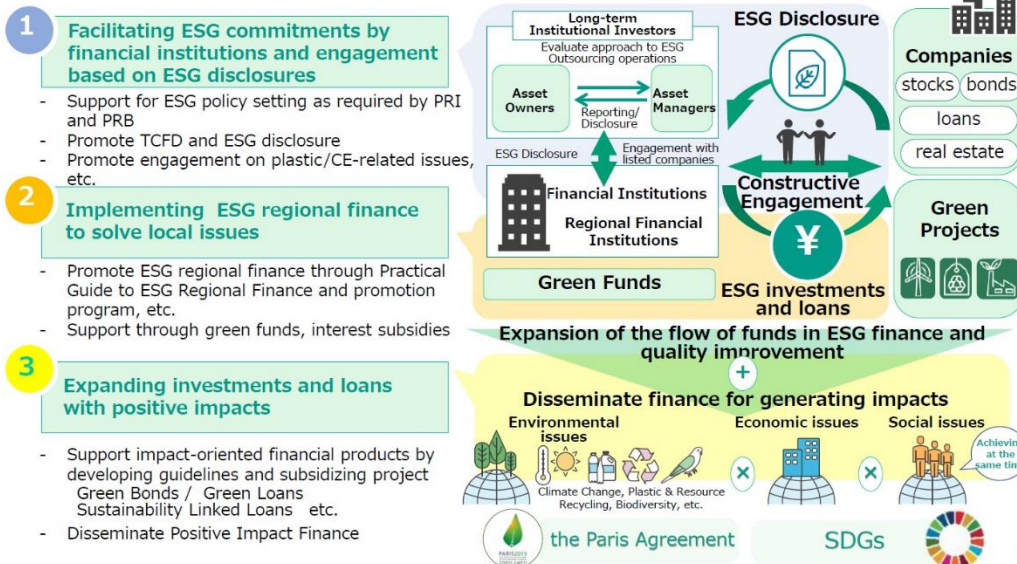 1
Facilitating ESG commitments by
financial institutions and engagement
based on ESG disclosures
- Support for ESG policy setting as required by PRI
and PRB
- Promote TCFD and ESG disclosure
- Promote engagement on plastic/CE-related issues,
etc.
2
Implementing ESG regional finance
to solve local issues
- Promote ESG regional finance through Practical
Guide to ESG Regional Finance and promotion
program, etc.
- Support through green funds, interest subsidies
3
Expanding investments and loans
with positive impacts
- Support impact-oriented financial products by
developing guidelines and subsidizing project
Green Bonds / Green Loans
Sustainability Linked Loans etc.
- Disseminate Positive Impact Finance
Long-term
Institutional Investors
Evaluate approach to ESG
Outsourcing operations
Asset
Owners
Asset
Managers
Reporting/
Disclosure
ESG Disclosure
Engagement with
listed companies
Financial Institutions
Regional Financial
Institutions
Green Funds
ESG Disclosure
Constructive
Engagement
¥
ESG investments
and loans
Companies
stocks
bonds
loans
real estate
Green
Projects
Expansion of the flow of funds in ESG finance and
quality improvement
+
Disseminate finance for generating impacts
Environmental
issues
Economic issues
Social issues
Achieving
at the
same time
×
×
Climate Change, Plastic & Resource
Recycling, Biodiversity, etc.
PARIS2015
the Paris Agreement
SDGs